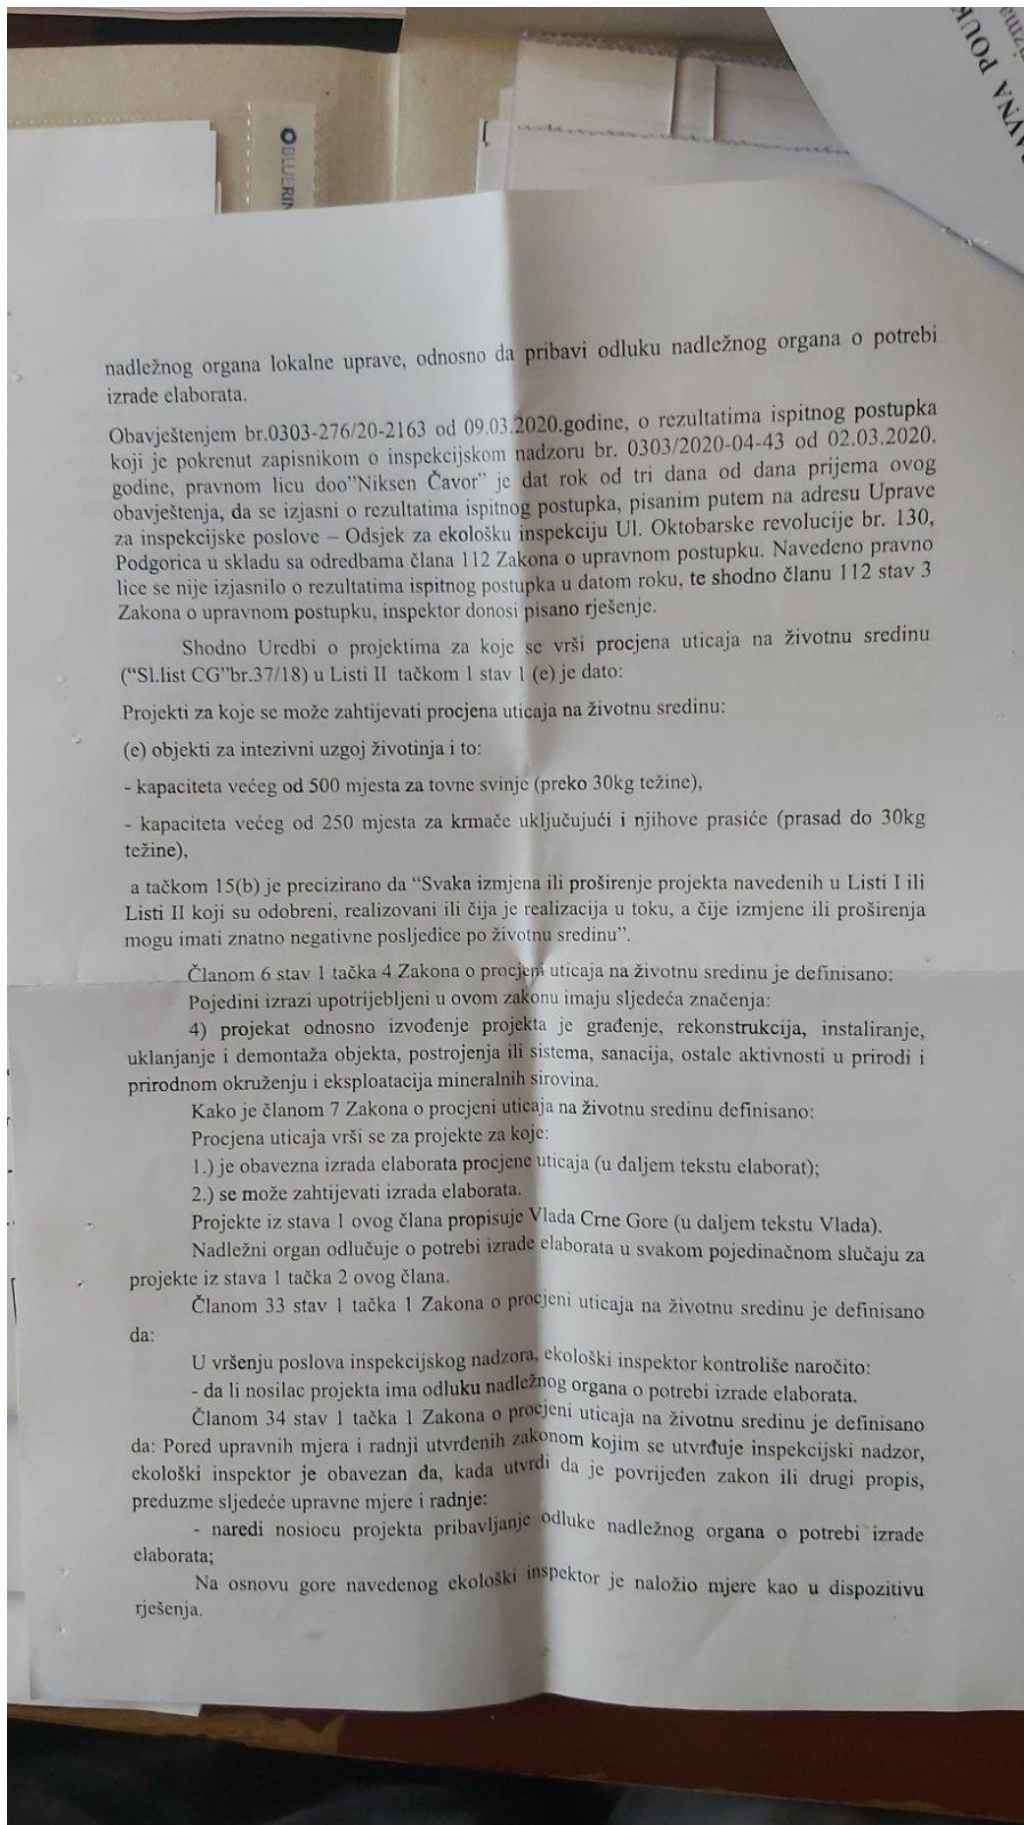 BLUERIN
AVNA POUK
nadležnog organa lokalne uprave, odnosno da pribavi odluku nadležnog organa o potrebi
izrade elaborata.
Obavještenjem br.0303-276/20-2163 od 09.03.2020.godine, o rezultatima ispitnog postupka
koji je pokrenut zapisnikom o inspekcijskom nadzoru br. 0303/2020-04-43 od 02.03.2020.
godine, pravnom licu doo"Niksen Čavor" je dat rok od tri dana od dana prijema ovog
obavještenja, da se izjasni o rezultatima ispitnog postupka, pisanim putem na adresu Uprave
za inspekcijske poslove – Odsjek za ekološku inspekciju Ul. Oktobarske revolucije br. 130,
Podgorica u skladu sa odredbama člana 112 Zakona o upravnom postupku. Navedeno pravno
lice se nije izjasnilo o rezultatima ispitnog postupka u datom roku, te shodno članu 112 stav 3
Zakona o upravnom postupku, inspektor donosi pisano rješenje.
Shodno Uredbi o projektima za koje se vrši procjena uticaja na životnu sredinu
("Sl.list CG"br.37/18) u Listi II tačkom 1 stav 1 (e) je dato:
Projekti za koje se može zahtijevati procjena uticaja na životnu sredinu:
(e) objekti za intezivni uzgoj životinja i to:
- kapaciteta većeg od 500 mjesta za tovne svinje (preko 30kg težine),
- kapaciteta većeg od 250 mjesta za krmače uključujući i njihove prasiće (prasad do 30kg
težine),
a tačkom 15(b) je precizirano da "Svaka izmjena ili proširenje projekta navedenih u Listi I ili
Listi II koji su odobreni, realizovani ili čija je realizacija u toku, a čije izmjene ili proširenja
mogu imati znatno negativne posljedice po životnu sredinu".
Članom 6 stav 1 tačka 4 Zakona o procjeni uticaja na životnu sredinu je definisano:
Pojedini izrazi upotrijebljeni u ovom zakonu imaju sljedeća značenja:
4) projekat odnosno izvođenje projekta je građenje, rekonstrukcija, instaliranje,
uklanjanje i demontaža objekta, postrojenja ili sistema, sanacija, ostale aktivnosti u prirodi i
prirodnom okruženju i eksploatacija mineralnih sirovina.
Kako je članom 7 Zakona o procjeni uticaja na životnu sredinu definisano:
Procjena uticaja vrši se za projekte za koje:
1.) je obavezna izrada elaborata procjene uticaja (u daljem tekstu elaborat);
2.) se može zahtijevati izrada elaborata.
Projekte iz stava 1 ovog člana propisuje Vlada Crne Gore (u daljem tekstu Vlada).
Nadležni organ odlučuje o potrebi izrade elaborata u svakom pojedinačnom slučaju za
projekte iz stava 1 tačka 2 ovog člana.
Članom 33 stav 1 tačka 1 Zakona o procjeni uticaja na životnu sredinu je definisano
da:
U vršenju poslova inspekcijskog nadzora, ekološki inspektor kontroliše naročito:
- da li nosilac projekta ima odluku nadležnog organa o potrebi izrade elaborata.
Članom 34 stav 1 tačka 1 Zakona o procjeni uticaja na životnu sredinu je definisano
da: Pored upravnih mjera i radnji utvrđenih zakonom kojim se utvrđuje inspekcijski nadzor,
ekološki inspektor je obavezan da, kada utvrdi da je povrijeđen zakon ili drugi propis,
preduzme sljedeće upravne mjere i radnje:
- naredi nosiocu projekta pribavljanje odluke nadležnog organa o potrebi izrade
elaborata;
Na osnovu gore navedenog ekološki inspektor je naložio mjere kao u dispozitivu
rješenja.